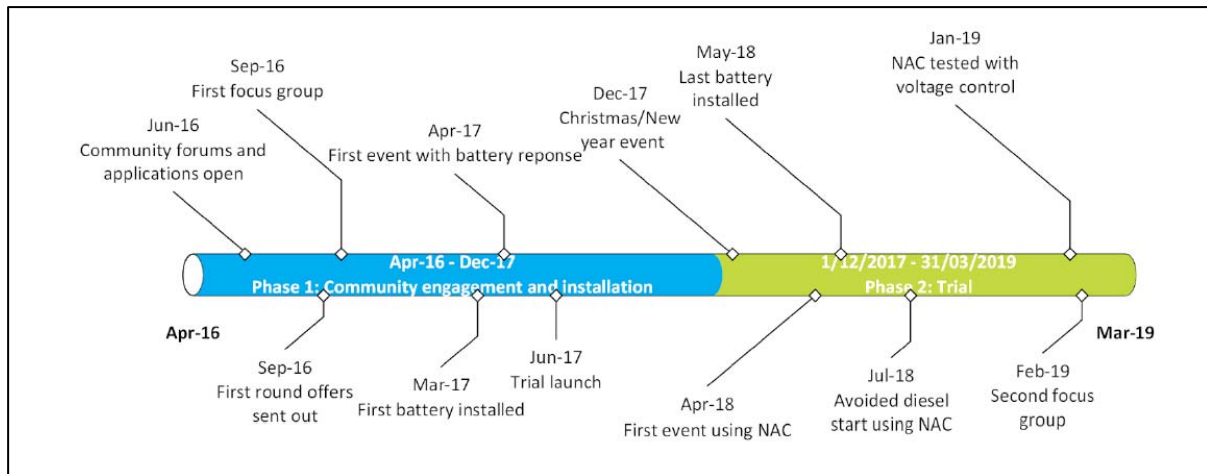 Jan-19
NAC tested with
voltage control
May-18
Last battery
installed
Sep-16
First focus group
Dec-17
Christmas/New
year event
Apr-17
First event with battery reponse
Jun-16
Community forums and
applications open
Apr-16 - Dec-17
Phase 1: Community engagement and installation
1/12/2017 - 31/03/2019
Phase 2: Trial
Apr-16
Mar-19
Sep-16
First round offers
sent out
Mar-17
First battery installed
Jun-17
Trial launch
Apr-18
First event using NAC
Jul-18
Avoided diesel
start using NAC
Feb-19
Second focus
group